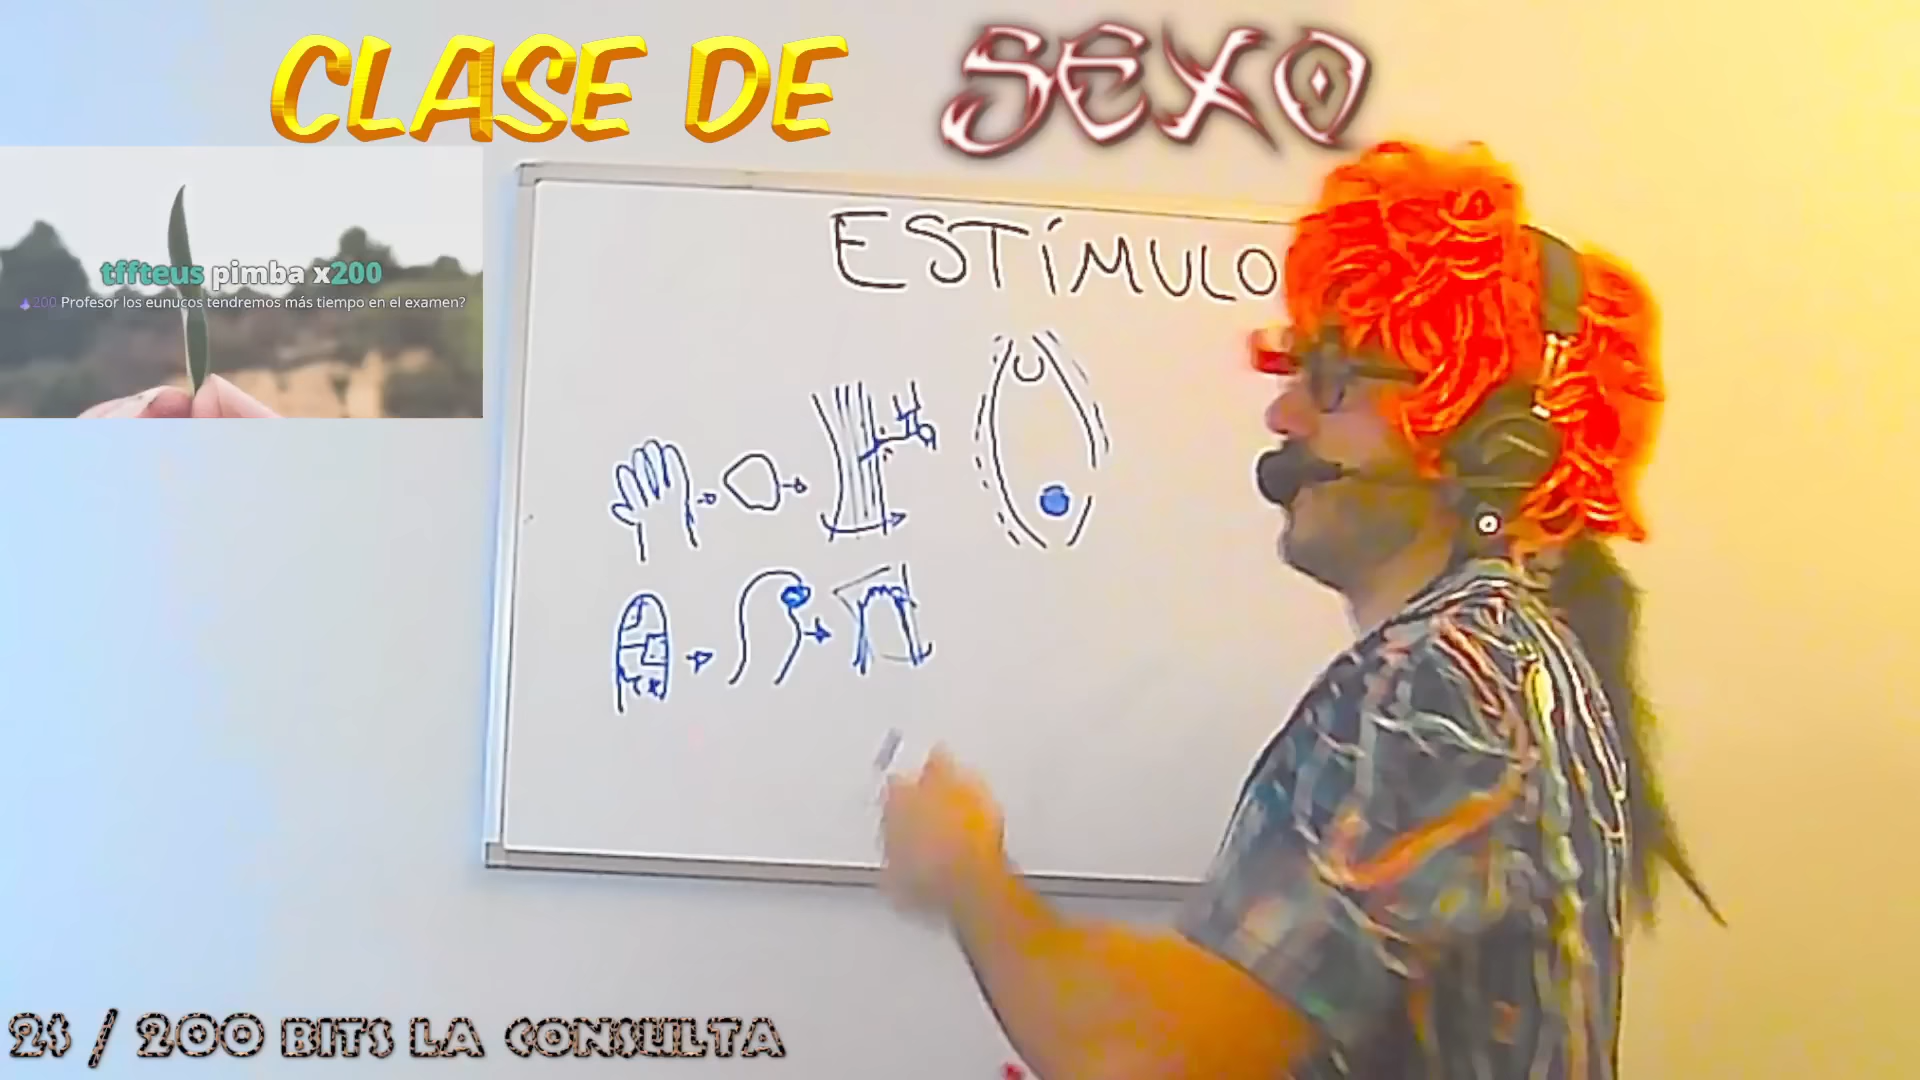 CLASE DE SEXO
tffteus pimba x200
200 Profesor los eunucos tendremos más tiempo en el examen?
ESTÍMULO
2$ / 200 BITS LA CONSULTA